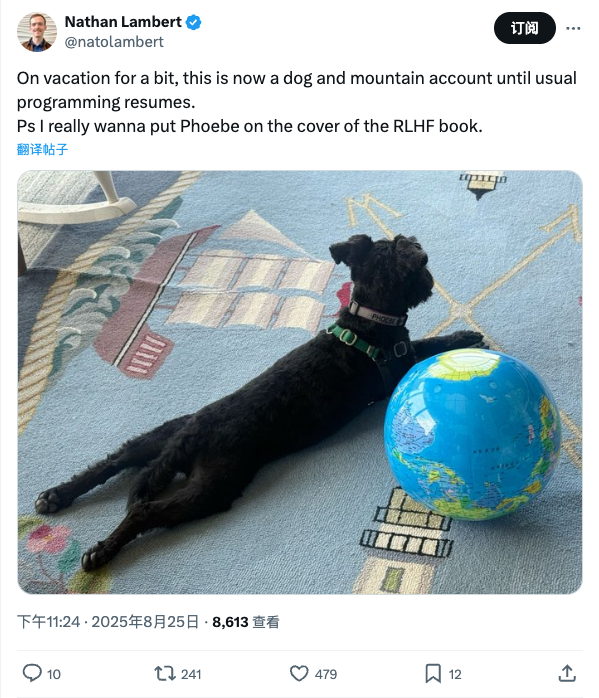 Nathan Lambert
订阅
@natolambert
On vacation for a bit, this is now a dog and mountain account until usual
programming resumes.
Ps I really wanna put Phoebe on the cover of the RLHF book.
翻译帖子
PHOEBE
下午11:24 · 2025年8月25日 · 8,613 查看
10
241
479
12